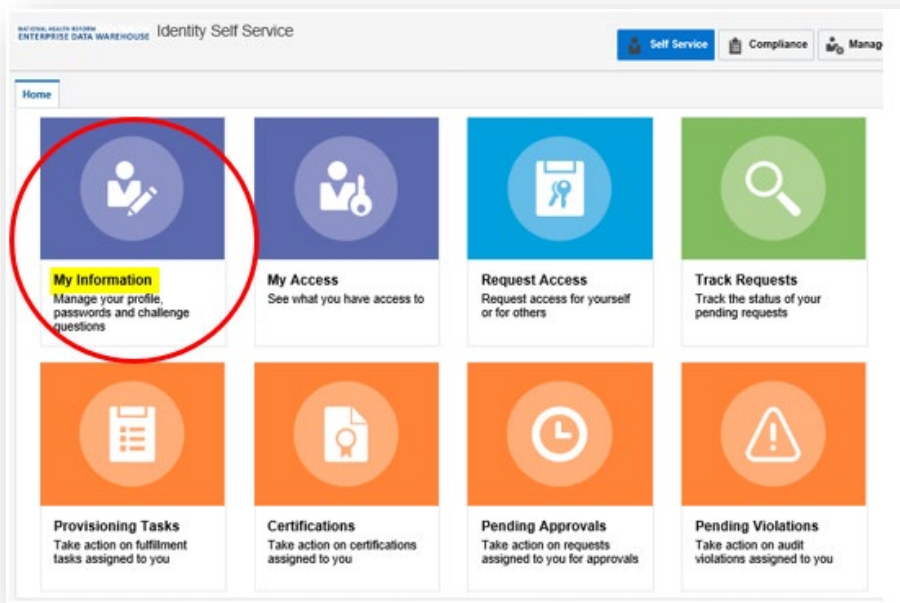 NATIONAL HEALTH REFORM
ENTERPRISE DATA WAREHOUSE Identity Self Service
Self Service Compliance
Home
My Information
Manage your profile,
passwords and challenge
questions
My Access
See what you have access to
Request Access
Request access for yourself
or for others
Track Requests
Track the status of your
pending requests
Provisioning Tasks
Take action on fulfillment
tasks assigned to you
Certifications
Take action on certifications
assigned to you
Pending Approvals
Take action on requests
assigned to you for approvals
Pending Violations
Take action on audit
violations assigned to you